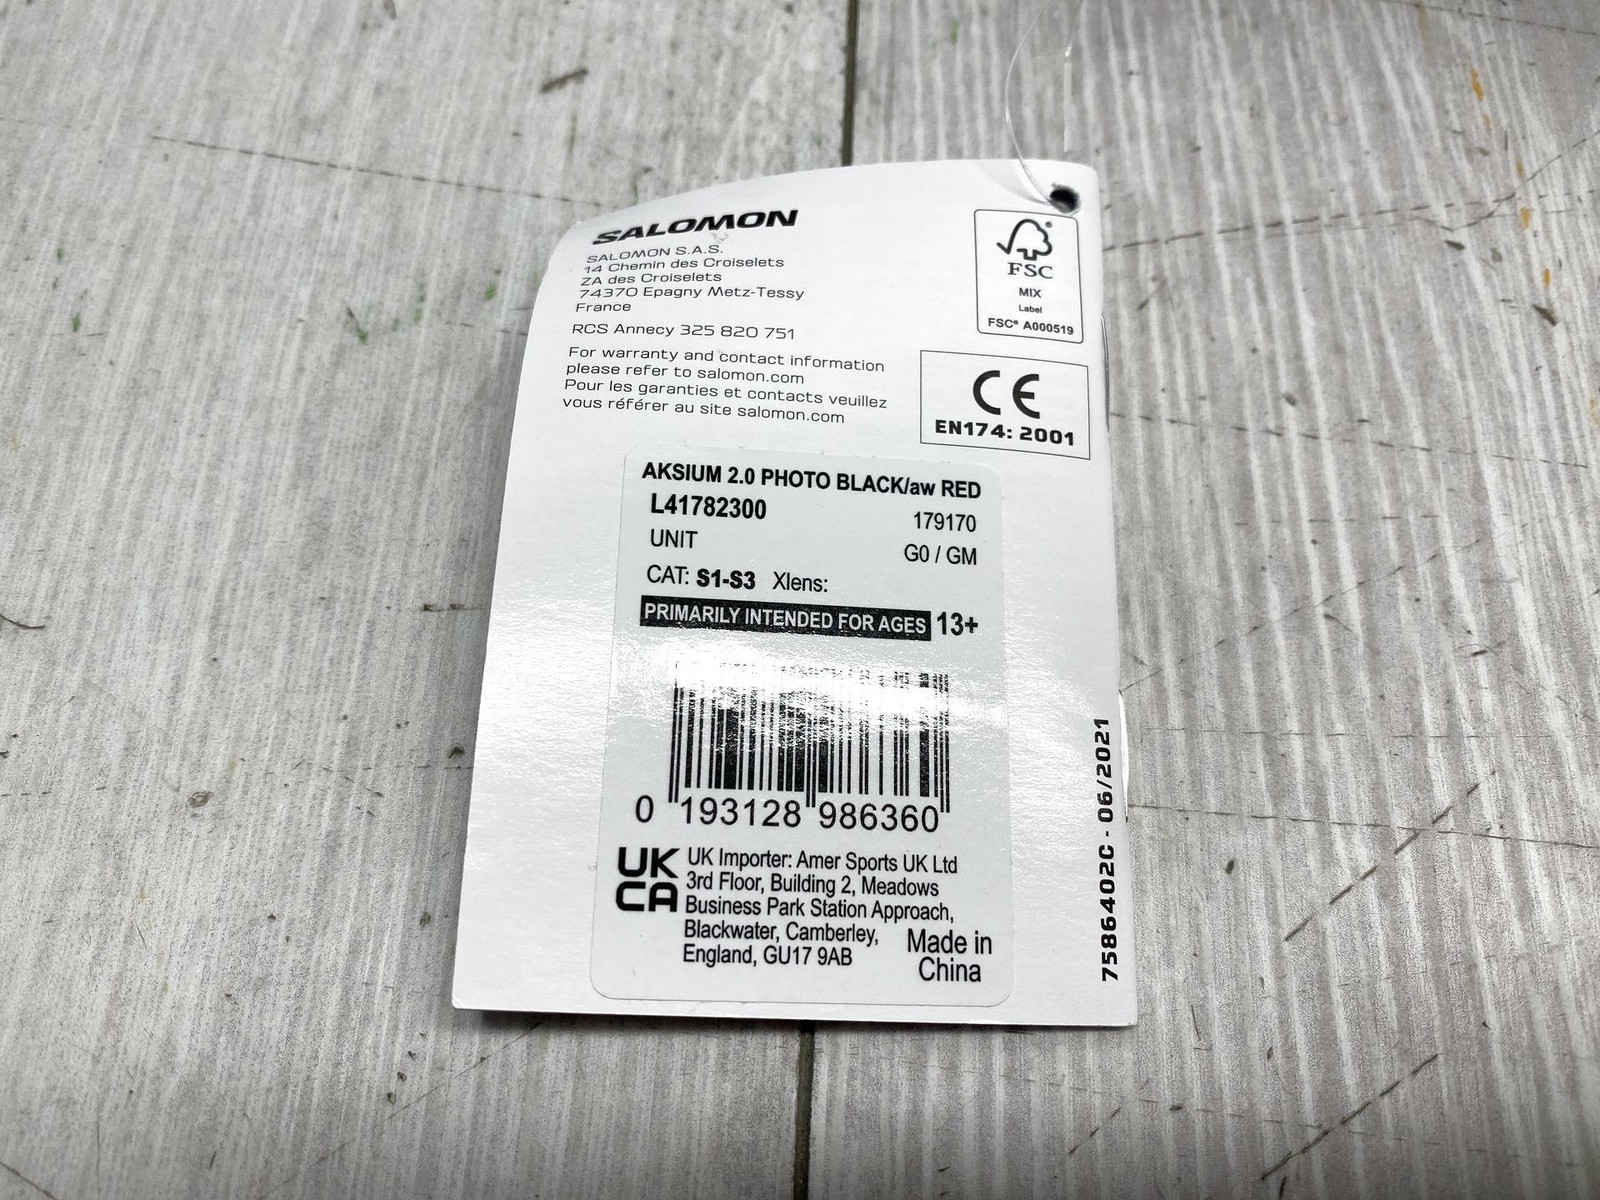 SALOMON
SALOMON S.A.S.
14 Chemin des Croiselets
ZA des Croiselets
74370 Epagny Metz-Tessy
France
RCS Annecy 325 820 751
For warranty and contact information
please refer to salomon.com
Pour les garanties et contacts veuillez
vous référer au site salomon.com
FSC
MIX
Label
FSC® A000519
CE
EN174: 2001
AKSIUM 2.0 PHOTO BLACK/aw RED
L41782300 179170
UNIT G0 / GM
CAT: S1-S3 Xlens:
PRIMARILY INTENDED FOR AGES 13+
0 193128 986360
UK
CA
UK Importer: Amer Sports UK Ltd
3rd Floor, Building 2, Meadows
Business Park Station Approach,
Blackwater, Camberley,
England, GU17 9AB
Made in
China
7586402C - 06/2021